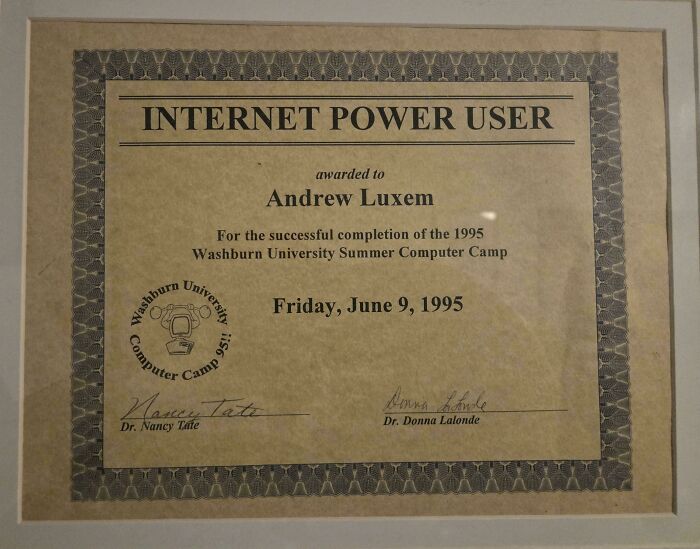 INTERNET POWER USER
awarded to
Andrew Luxem
For the successful completion of the 1995
Washburn University Summer Computer Camp
Friday, June 9, 1995
Washburn University
Computer Camp 95!!
Nancy Tate
Dr. Nancy Tate
Donna LaLonde
Dr. Donna Lalonde